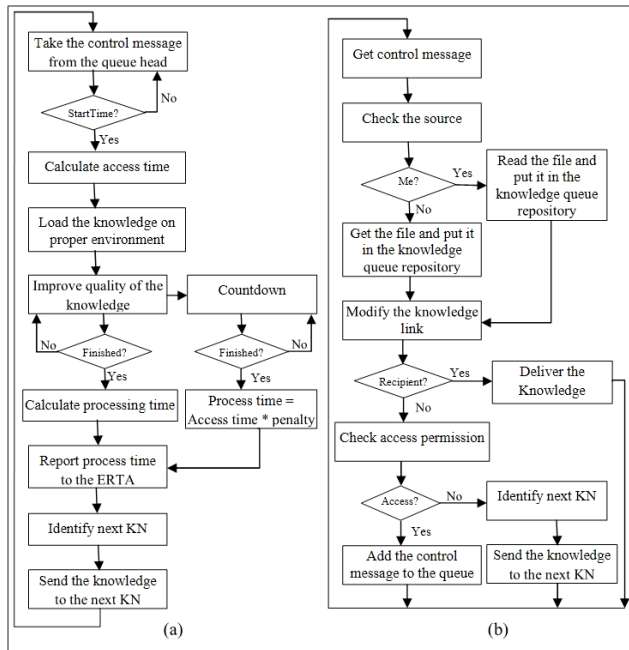 Take the control message
from the queue head
No
StartTime?
Yes
Calculate access time
Load the knowledge on
proper environment
Improve quality of the
knowledge
Countdown
No
Finished?
Finished?
No
Yes
Yes
Calculate processing time
Process time =
Access time * penalty
Report process time
to the ERTA
Identify next KN
Send the knowledge
to the next KN
(a)
Get control message
Check the source
Me?
Yes
Read the file and
put it in the
knowledge queue
repository
No
Get the file and put it
in the knowledge
queue repository
Modify the knowledge
link
Recipient?
Yes
Deliver the
Knowledge
No
Check access permission
Access?
No
Identify next KN
Yes
Add the control
message to the queue
Send the knowledge
to the next KN
(b)